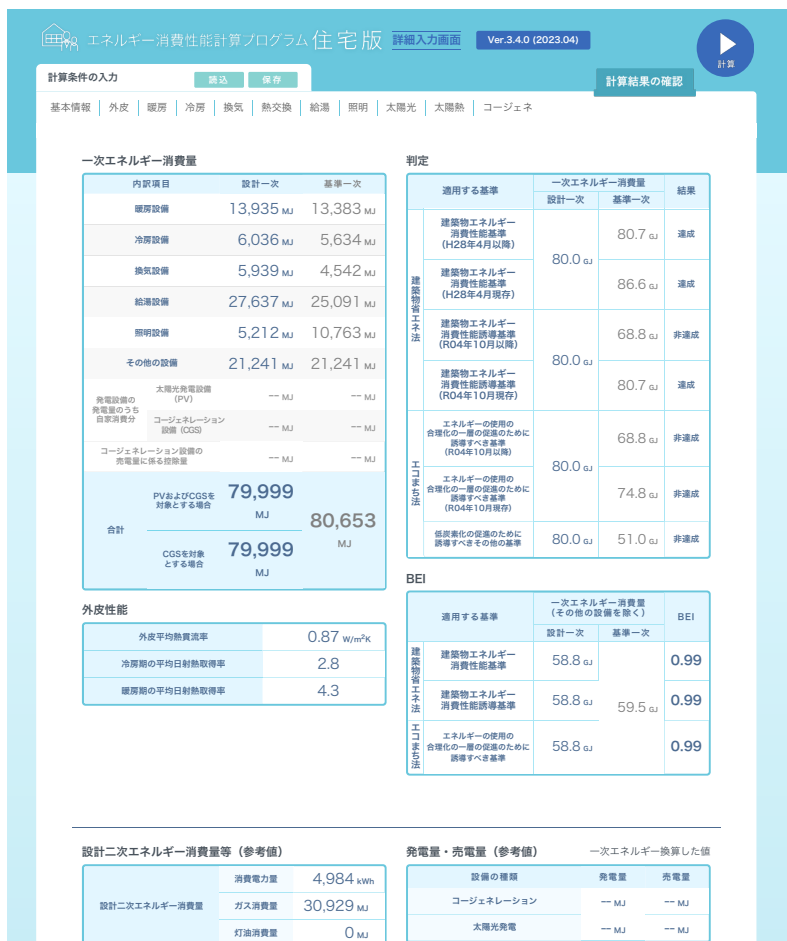 エネルギー消費性能計算プログラム 住宅版 詳細入力画面 Ver.3.4.0 (2023.04)
計算
計算条件の入力 読込 保存 計算結果の確認
基本情報 外皮 暖房 冷房 換気 熱交換 給湯 照明 太陽光 太陽熱 コージェネ
一次エネルギー消費量
内訳項目 設計一次 基準一次
暖房設備 13,935 MJ 13,383 MJ
冷房設備 6,036 MJ 5,634 MJ
換気設備 5,939 MJ 4,542 MJ
給湯設備 27,637 MJ 25,091 MJ
照明設備 5,212 MJ 10,763 MJ
その他の設備 21,241 MJ 21,241 MJ
発電設備の
発電量のうち
自家消費分
太陽光発電設備
(PV)
-- MJ -- MJ
コージェネレーション
設備 (CGS)
-- MJ -- MJ
コージェネレーション設備の
売電量に係る控除量
-- MJ -- MJ
合計
PVおよびCGSを
対象とする場合
79,999
MJ
CGSを対象
とする場合
79,999
MJ
80,653
MJ
外皮性能
外皮平均熱貫流率 0.87 W/m²K
冷房期の平均日射熱取得率 2.8
暖房期の平均日射熱取得率 4.3
判定
適用する基準 一次エネルギー消費量 結果
設計一次 基準一次
建築物省エネ法
建築物エネルギー
消費性能基準
(H28年4月以降)
80.7 GJ 達成
80.0 GJ
建築物エネルギー
消費性能基準
(H28年4月現存)
86.6 GJ 達成
建築物エネルギー
消費性能誘導基準
(R04年10月以降)
68.8 GJ 非達成
80.0 GJ
建築物エネルギー
消費性能誘導基準
(R04年10月現存)
80.7 GJ 達成
エコまち法
エネルギーの使用の
合理化の一層の促進のために
誘導すべき基準
(R04年10月以降)
68.8 GJ 非達成
80.0 GJ
エネルギーの使用の
合理化の一層の促進のために
誘導すべき基準
(R04年10月現存)
74.8 GJ 非達成
低炭素化の促進のために
誘導すべきその他の基準
80.0 GJ 51.0 GJ 非達成
BEI
適用する基準
一次エネルギー消費量
(その他の設備を除く)
BEI
設計一次 基準一次
建築物省エネ法
建築物エネルギー
消費性能基準
58.8 GJ 0.99
建築物エネルギー
消費性能誘導基準
58.8 GJ 59.5 GJ 0.99
エコまち法
エネルギーの使用の
合理化の一層の促進のために
誘導すべき基準
58.8 GJ 0.99
設計二次エネルギー消費量等（参考値）
設計二次エネルギー消費量
消費電力量 4,984 kWh
ガス消費量 30,929 MJ
灯油消費量 0 MJ
発電量・売電量（参考値） 一次エネルギー換算した値
設備の種類 発電量 売電量
コージェネレーション -- MJ -- MJ
太陽光発電 -- MJ -- MJ